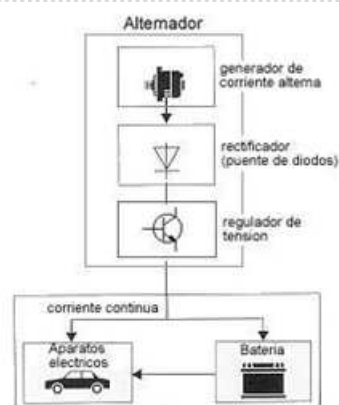 Alternador
generador de
corriente alterna
rectificador
(puente de diodos)
regulador de
tension
corriente continua
Aparatos
electricos
Bateria